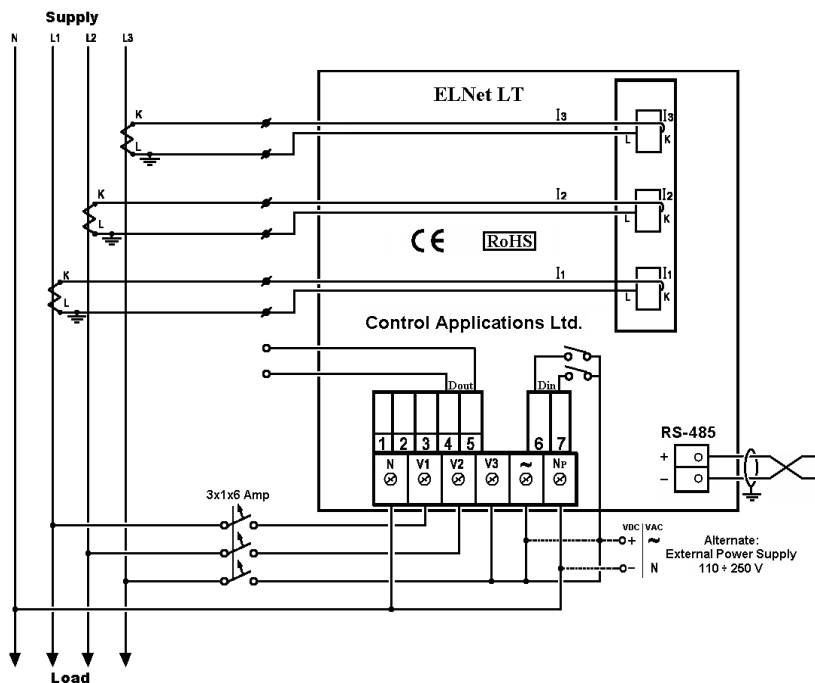 Supply
N L1 L2 L3
ELNet LT
K I3 I3
L L K
K I2 I2
L L K
CE RoHS
K I1 I1
L L K
Control Applications Ltd.
Dout Din
1 2 3 4 5 6 7
N V1 V2 V3 ~ NP
RS-485
+
-
3x1x6 Amp
VDC VAC
+ ~
- N
Alternate:
External Power Supply
110 ÷ 250 V
Load